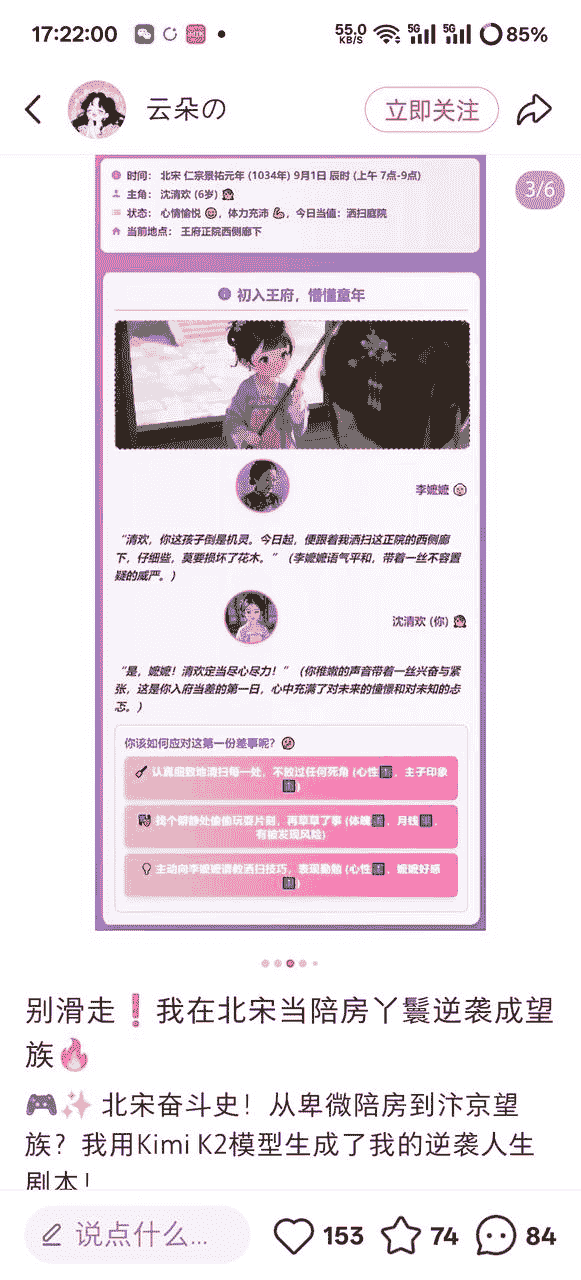 17:22:00
55.0 KB/S 5G 5G 85%
云朵の
立即关注
3/6
时间： 北宋 仁宗景祐元年 (1034年) 9月1日 辰时 (上午 7点-9点)
主角： 沈清欢 (6岁)
状态： 心情愉悦 ，体力充沛 ，今日当值：洒扫庭院
当前地点： 王府正院西侧廊下
初入王府，懵懂童年
李嬷嬷
“清欢，你这孩子倒是机灵。今日起，便跟着我洒扫这正院的西侧廊
下，仔细些，莫要损坏了花木。”（李嬷嬷语气平和，带着一丝不容置
疑的威严。）
沈清欢 (你)
“是，嬷嬷！清欢定当尽心尽力！”（你稚嫩的声音带着一丝兴奋与紧
张，这是你入府当差的第一日，心中充满了对未来的憧憬和对未知的忐
忑。）
你该如何应对这第一份差事呢？
认真细致地清扫每一处，不放过任何死角 (心性⬆️，主子印象
⬆️)
找个僻静处偷偷玩耍片刻，再草草了事 (体魄⬆️，月钱⬇️，
有被发现风险)
主动向李嬷嬷请教洒扫技巧，表现勤勉 (心性⬆️，嬷嬷好感
⬆️)
别滑走❗我在北宋当陪房丫鬟逆袭成望
族🔥
🎮✨ 北宋奋斗史！从卑微陪房到汴京望
族？我用Kimi K2模型生成了我的逆袭人生
剧本！
说点什么...
153
74
84